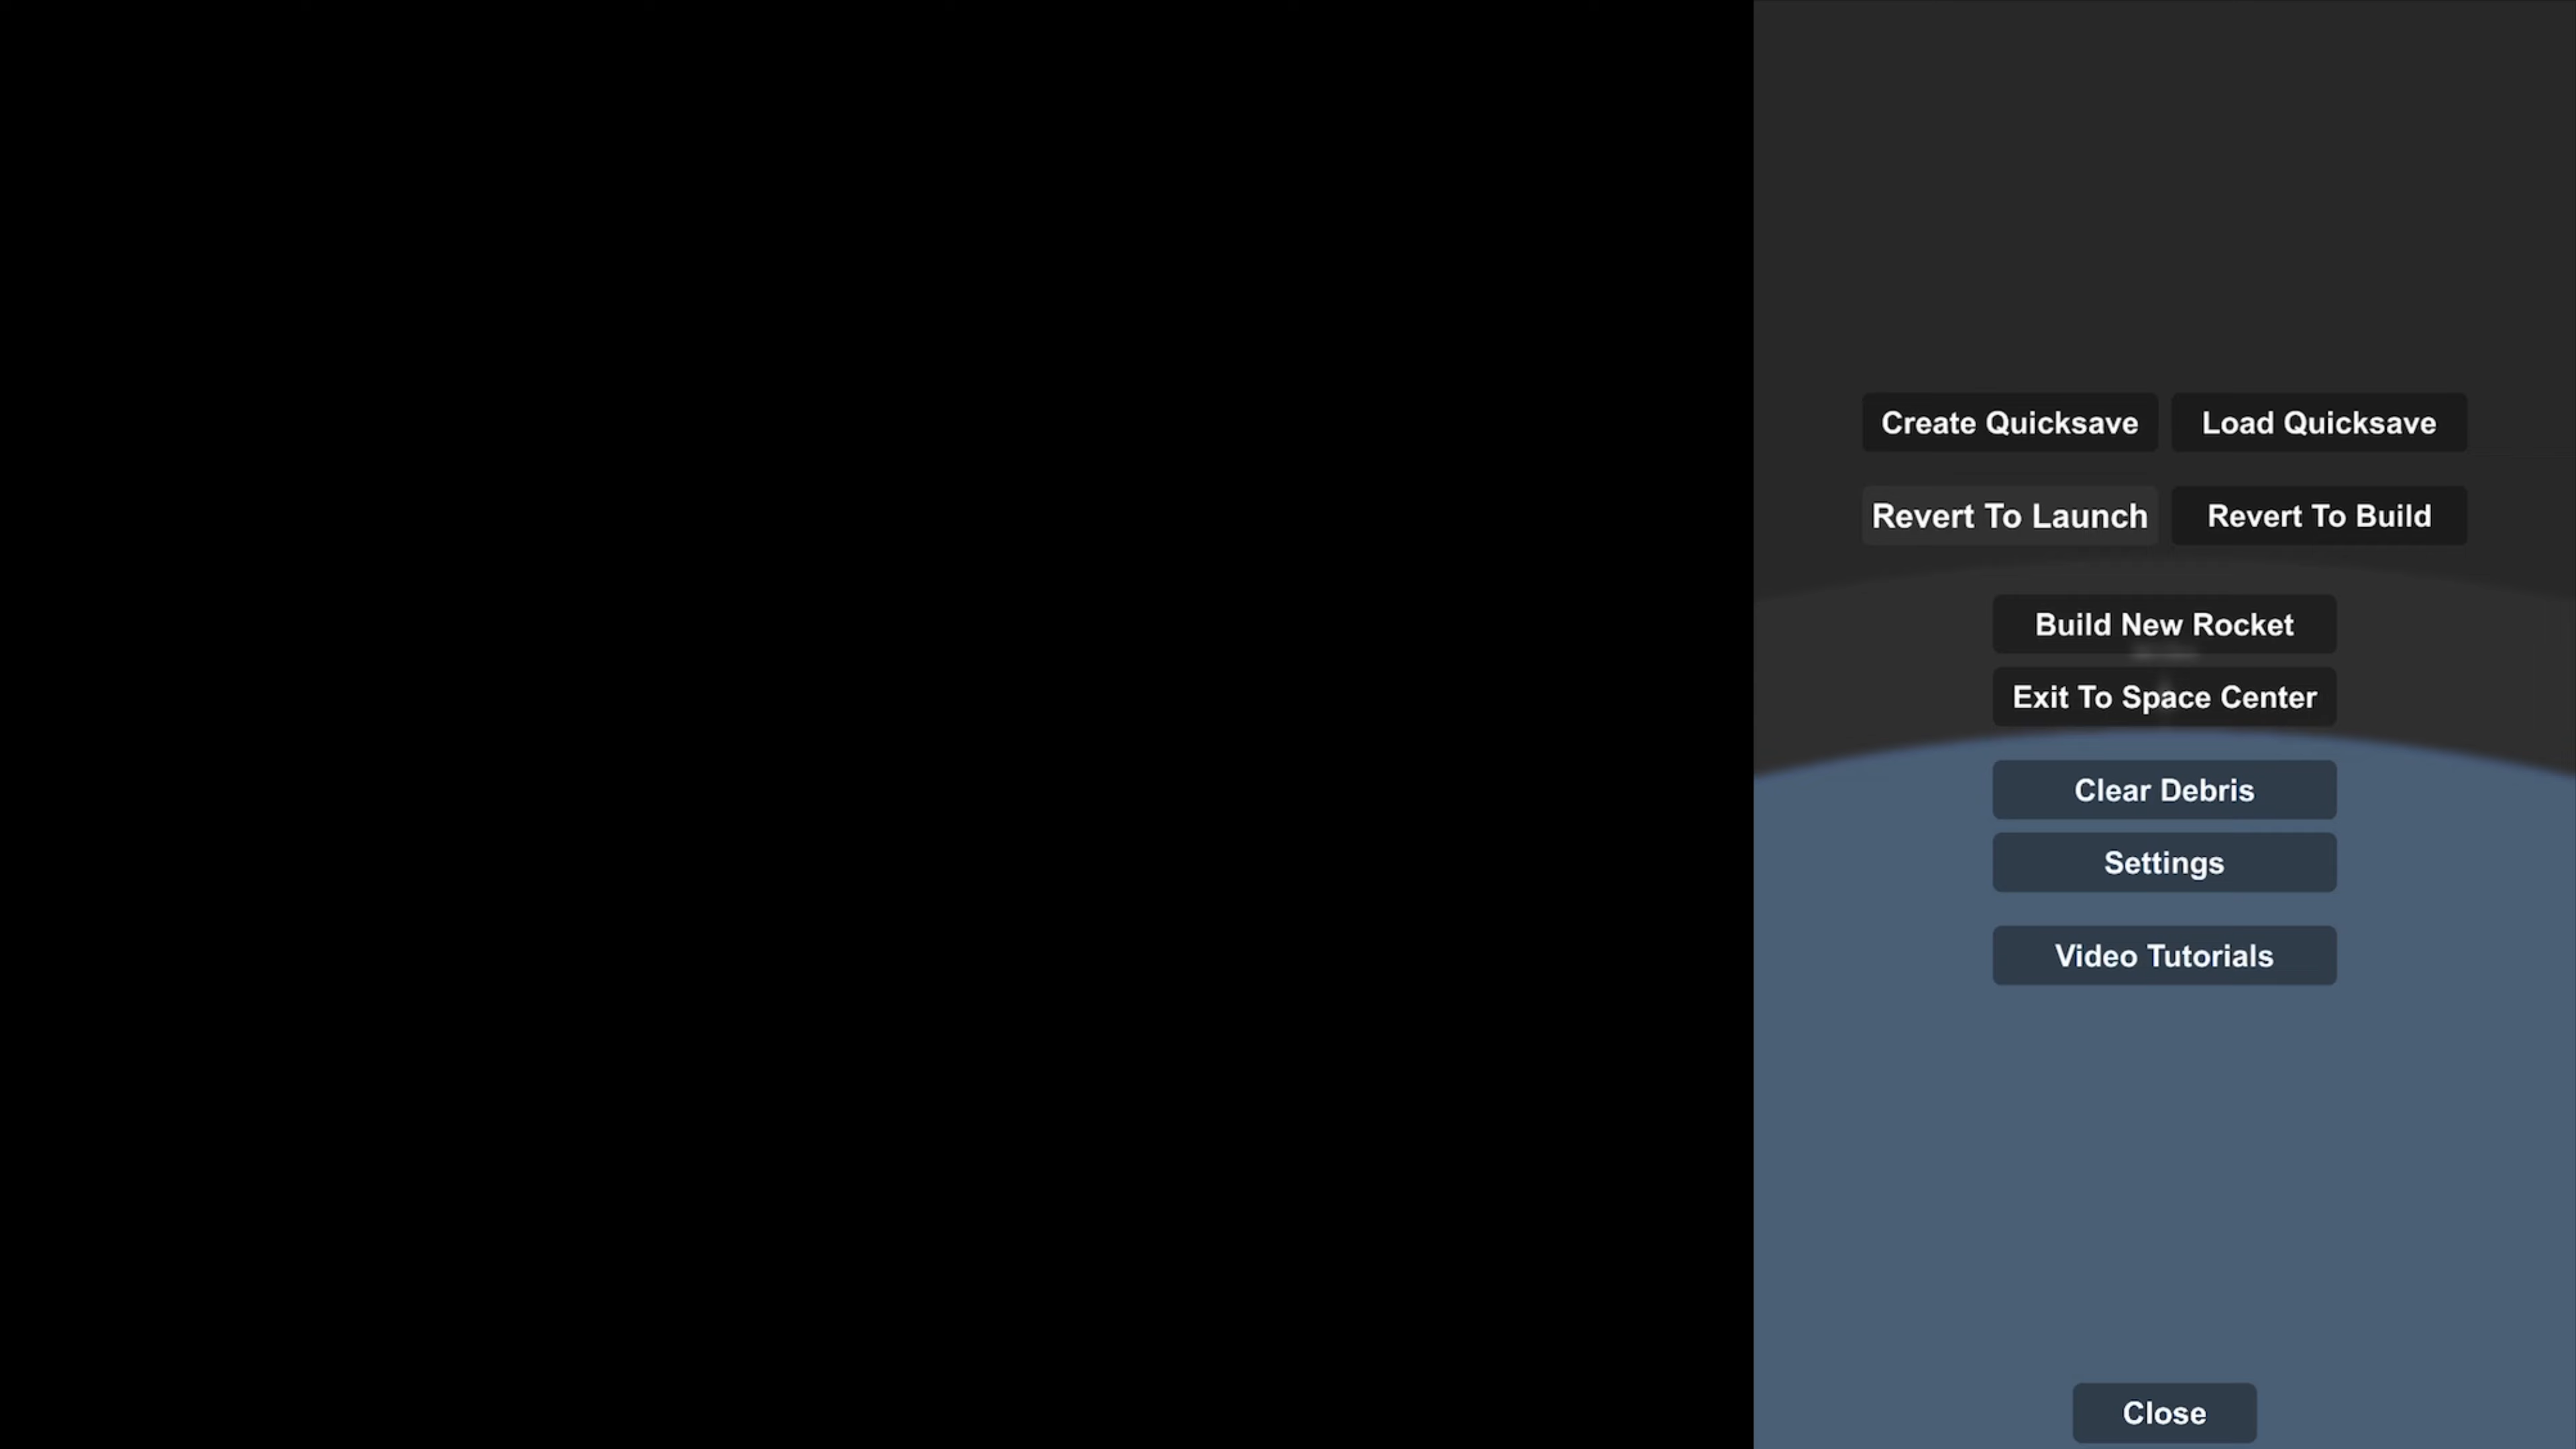 Create Quicksave Load Quicksave
Revert To Launch Revert To Build
Build New Rocket
Exit To Space Center
Clear Debris
Settings
Video Tutorials
Close